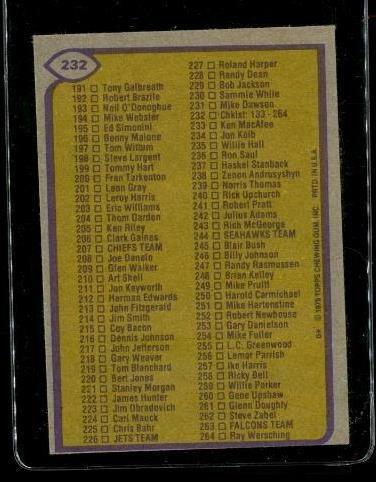 232
191 □ Tony Galbreath
192 □ Robert Brazile
193 □ Neil O'Donoghue
194 □ Mike Webster
195 □ Ed Simonini
196 □ Benny Malone
197 □ Tom Wittum
198 □ Steve Largent
199 □ Tommy Hart
200 □ Fran Tarkenton
201 □ Leon Gray
202 □ Leroy Harris
203 □ Eric Williams
204 □ Thom Darden
205 □ Ken Riley
206 □ Clark Gaines
207 □ CHIEFS TEAM
208 □ Joe Danelo
209 □ Glen Walker
210 □ Art Shell
211 □ Jon Keyworth
212 □ Herman Edwards
213 □ John Fitzgerald
214 □ Jim Smith
215 □ Coy Bacon
216 □ Dennis Johnson
217 □ John Jefferson
218 □ Gary Weaver
219 □ Tom Blanchard
220 □ Bert Jones
221 □ Stanley Morgan
222 □ James Hunter
223 □ Jim Obradovich
224 □ Carl Mauck
225 □ Chris Bahr
226 □ JETS TEAM
227 □ Roland Harper
228 □ Randy Dean
229 □ Bob Jackson
230 □ Sammie White
231 □ Mike Dawson
232 □ Chklst: 133 - 264
233 □ Ken MacAfee
234 □ Jon Kolb
235 □ Willie Hall
236 □ Ron Saul
237 □ Haskel Stanback
238 □ Zenon Andrusyshyn
239 □ Norris Thomas
240 □ Rick Upchurch
241 □ Robert Pratt
242 □ Julius Adams
243 □ Rich McGeorge
244 □ SEAHAWKS TEAM
245 □ Blair Bush
246 □ Billy Johnson
247 □ Randy Rasmussen
248 □ Brian Kelley
249 □ Mike Pruitt
250 □ Harold Carmichael
251 □ Mike Hartenstine
252 □ Robert Newhouse
253 □ Gary Danielson
254 □ Mike Fuller
255 □ L.C. Greenwood
256 □ Lemar Parrish
257 □ Ike Harris
258 □ Ricky Bell
259 □ Willie Parker
260 □ Gene Upshaw
261 □ Glenn Doughty
262 □ Steve Zabel
263 □ FALCONS TEAM
264 □ Ray Wersching
© 1979 TOPPS CHEWING GUM, INC. PRTD. IN U.S.A.